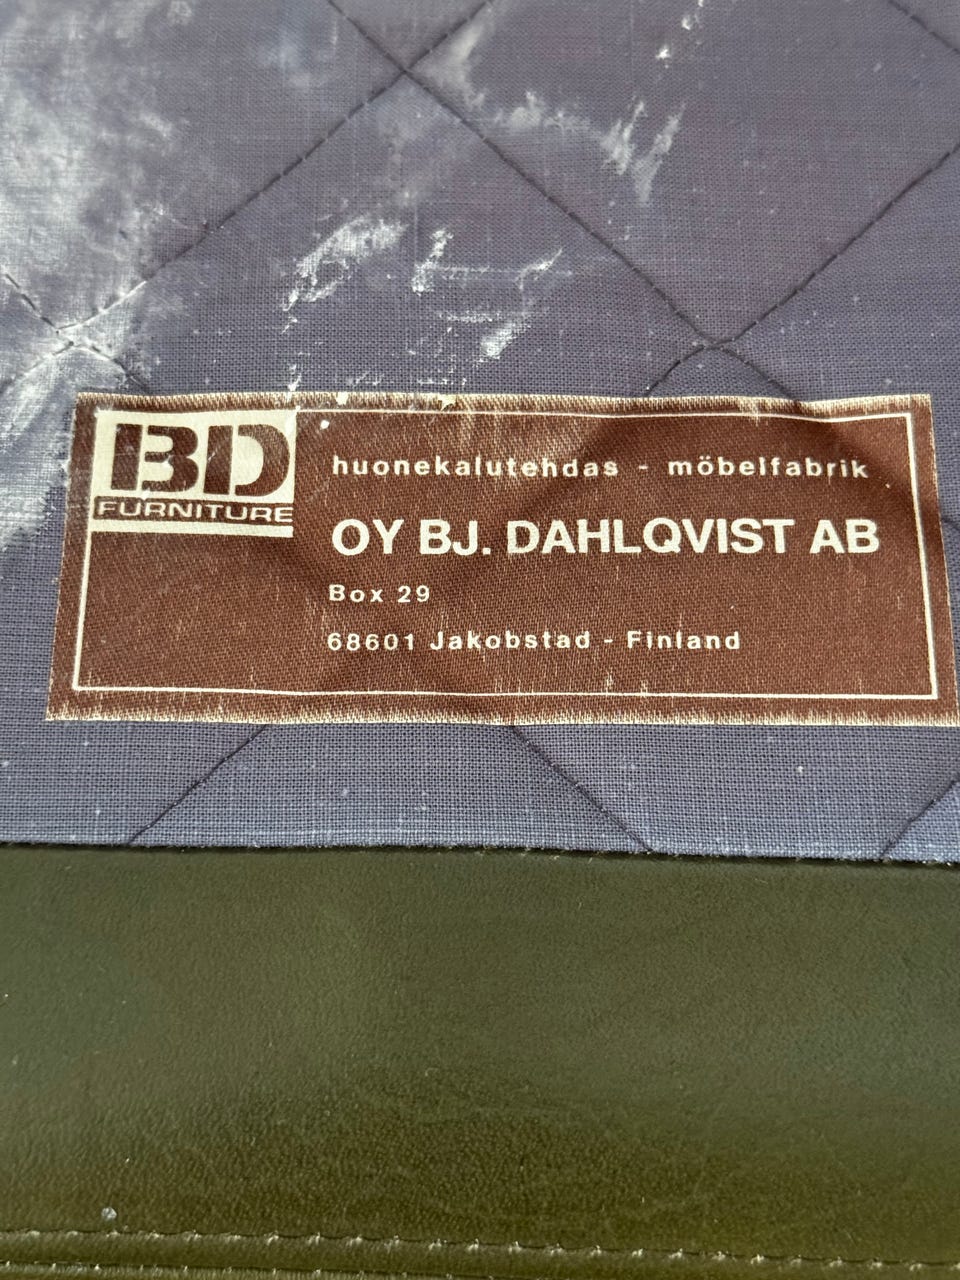 BD
FURNITURE
huonekalutehdas - möbelfabrik
OY BJ. DAHLQVIST AB
Box 29
68601 Jakobstad - Finland